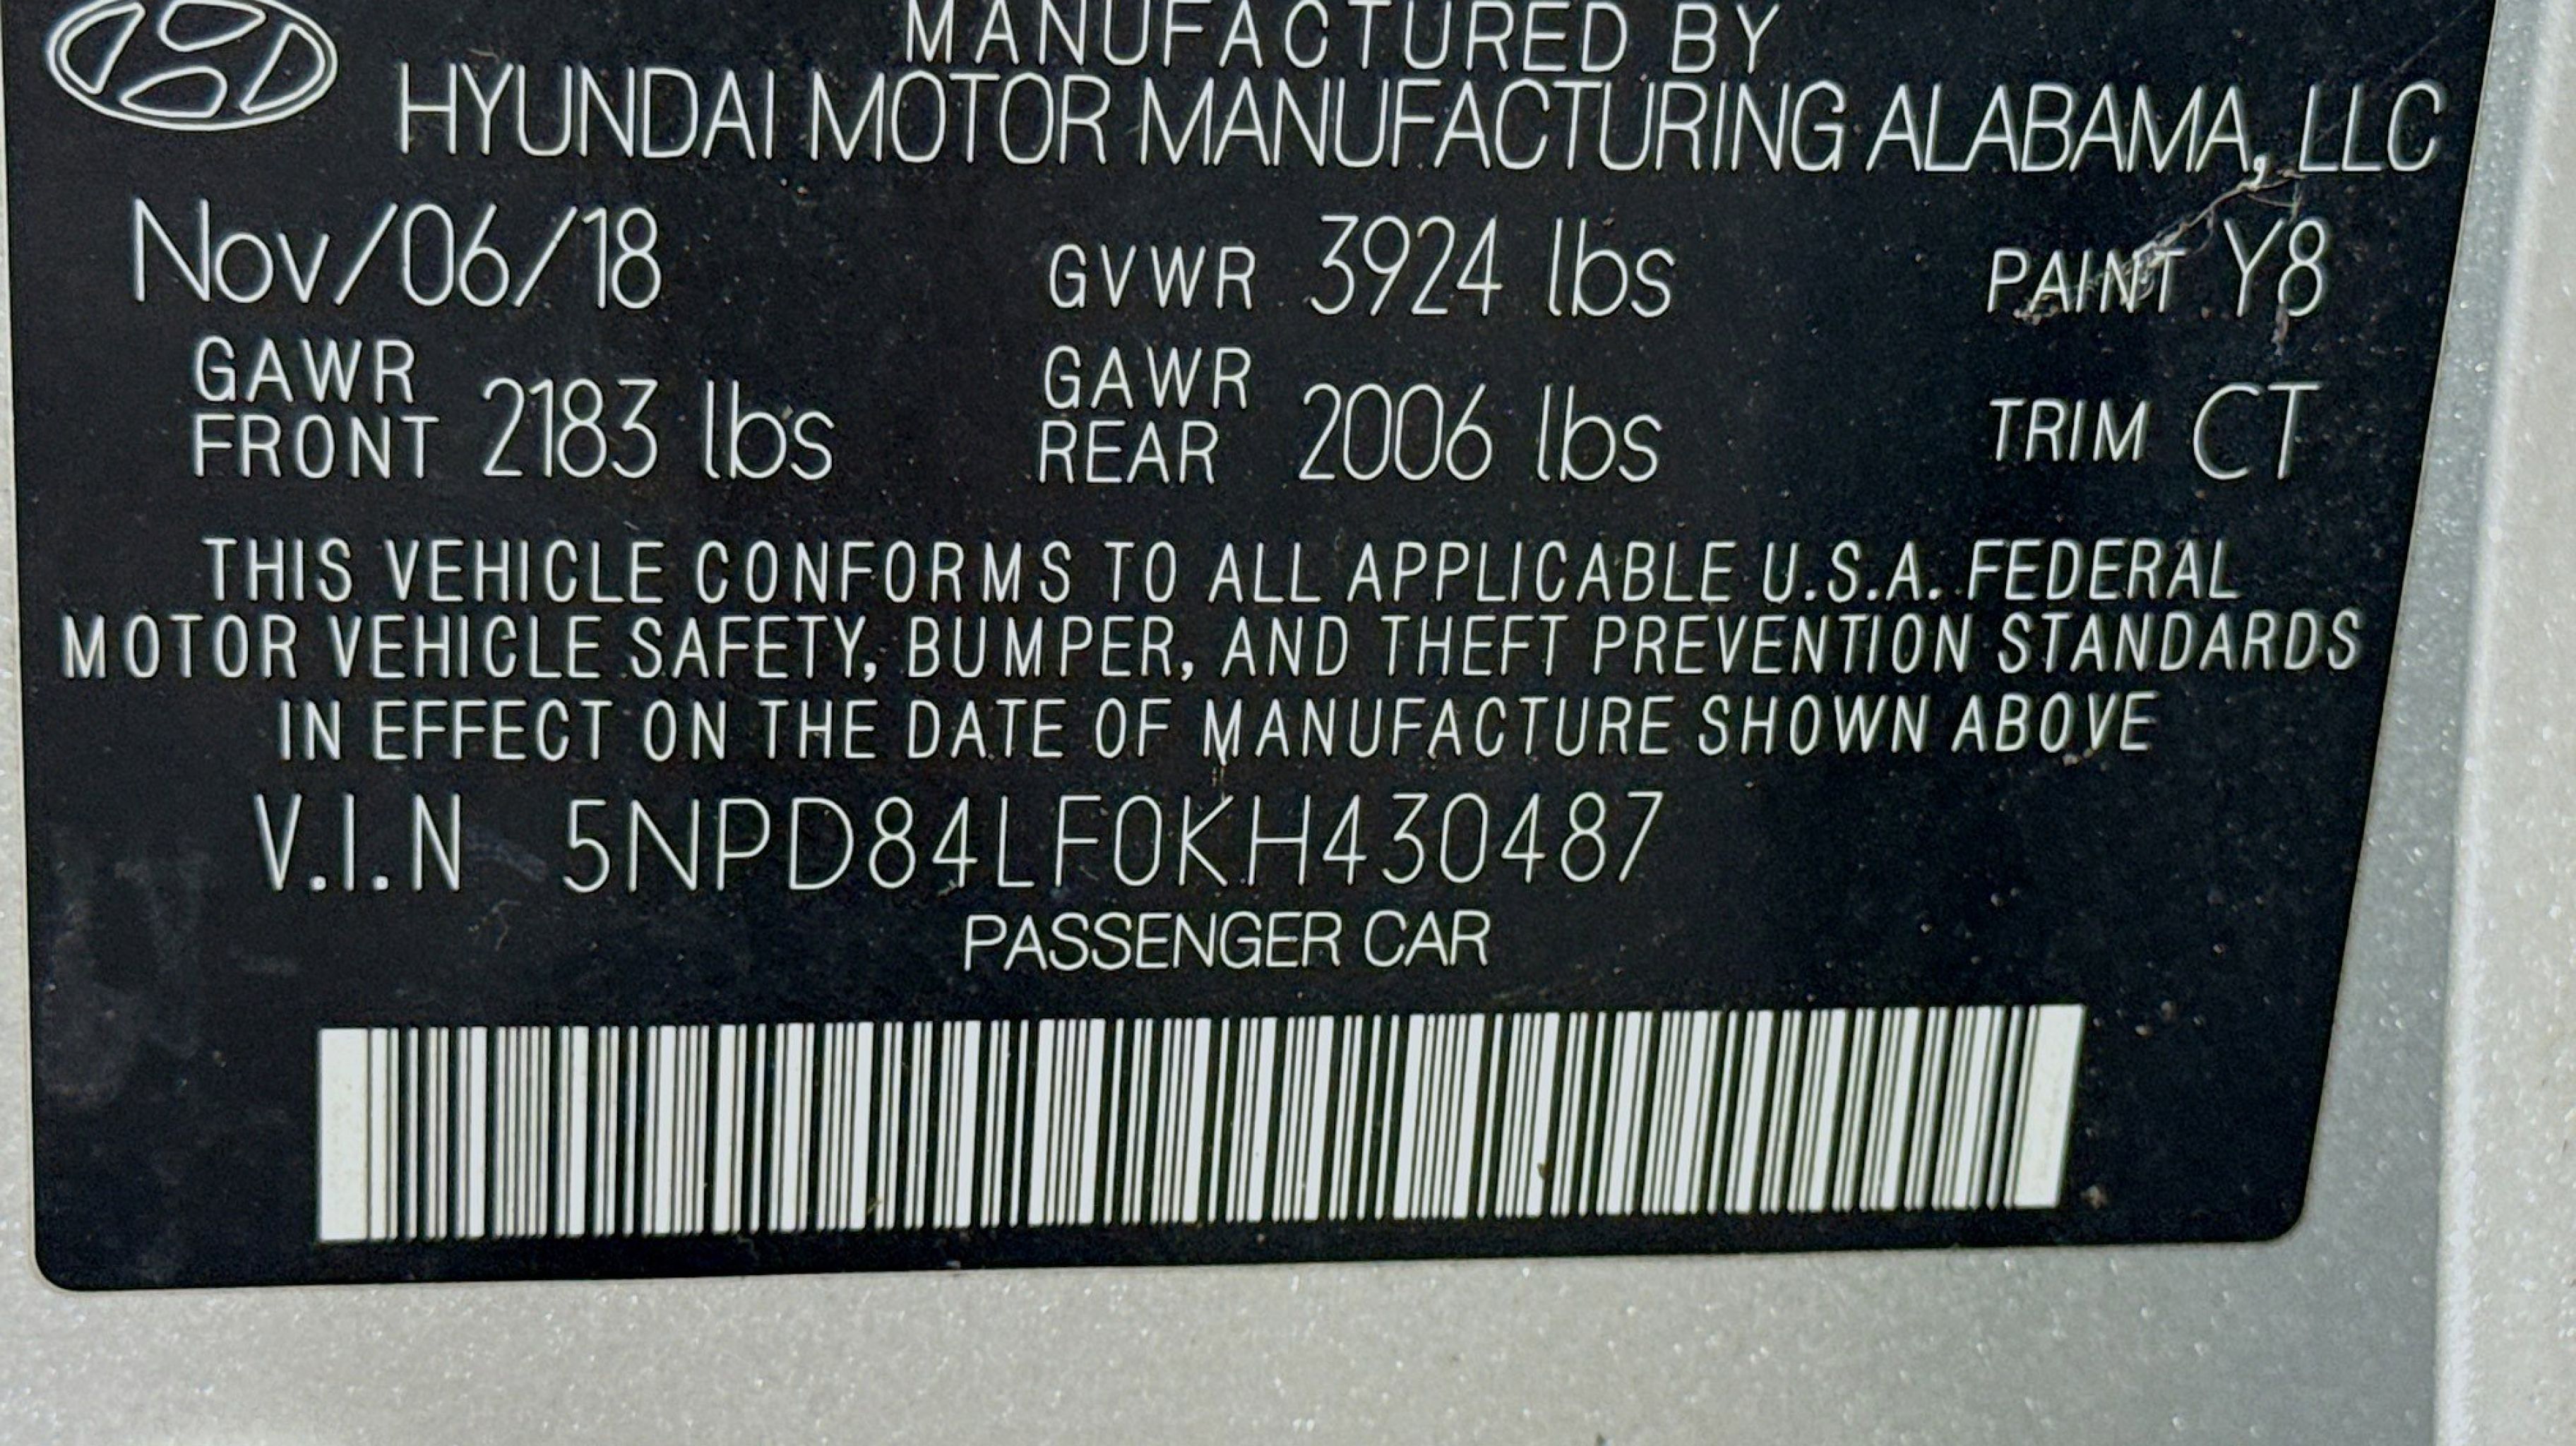 MANUFACTURED BY
HYUNDAI MOTOR MANUFACTURING ALABAMA, LLC
Nov/06/18 GVWR 3924 lbs PAINT Y8
GAWR FRONT 2183 lbs GAWR REAR 2006 lbs TRIM CT
THIS VEHICLE CONFORMS TO ALL APPLICABLE U.S.A. FEDERAL
MOTOR VEHICLE SAFETY, BUMPER, AND THEFT PREVENTION STANDARDS
IN EFFECT ON THE DATE OF MANUFACTURE SHOWN ABOVE
V.I.N 5NPD84LF0KH430487
PASSENGER CAR